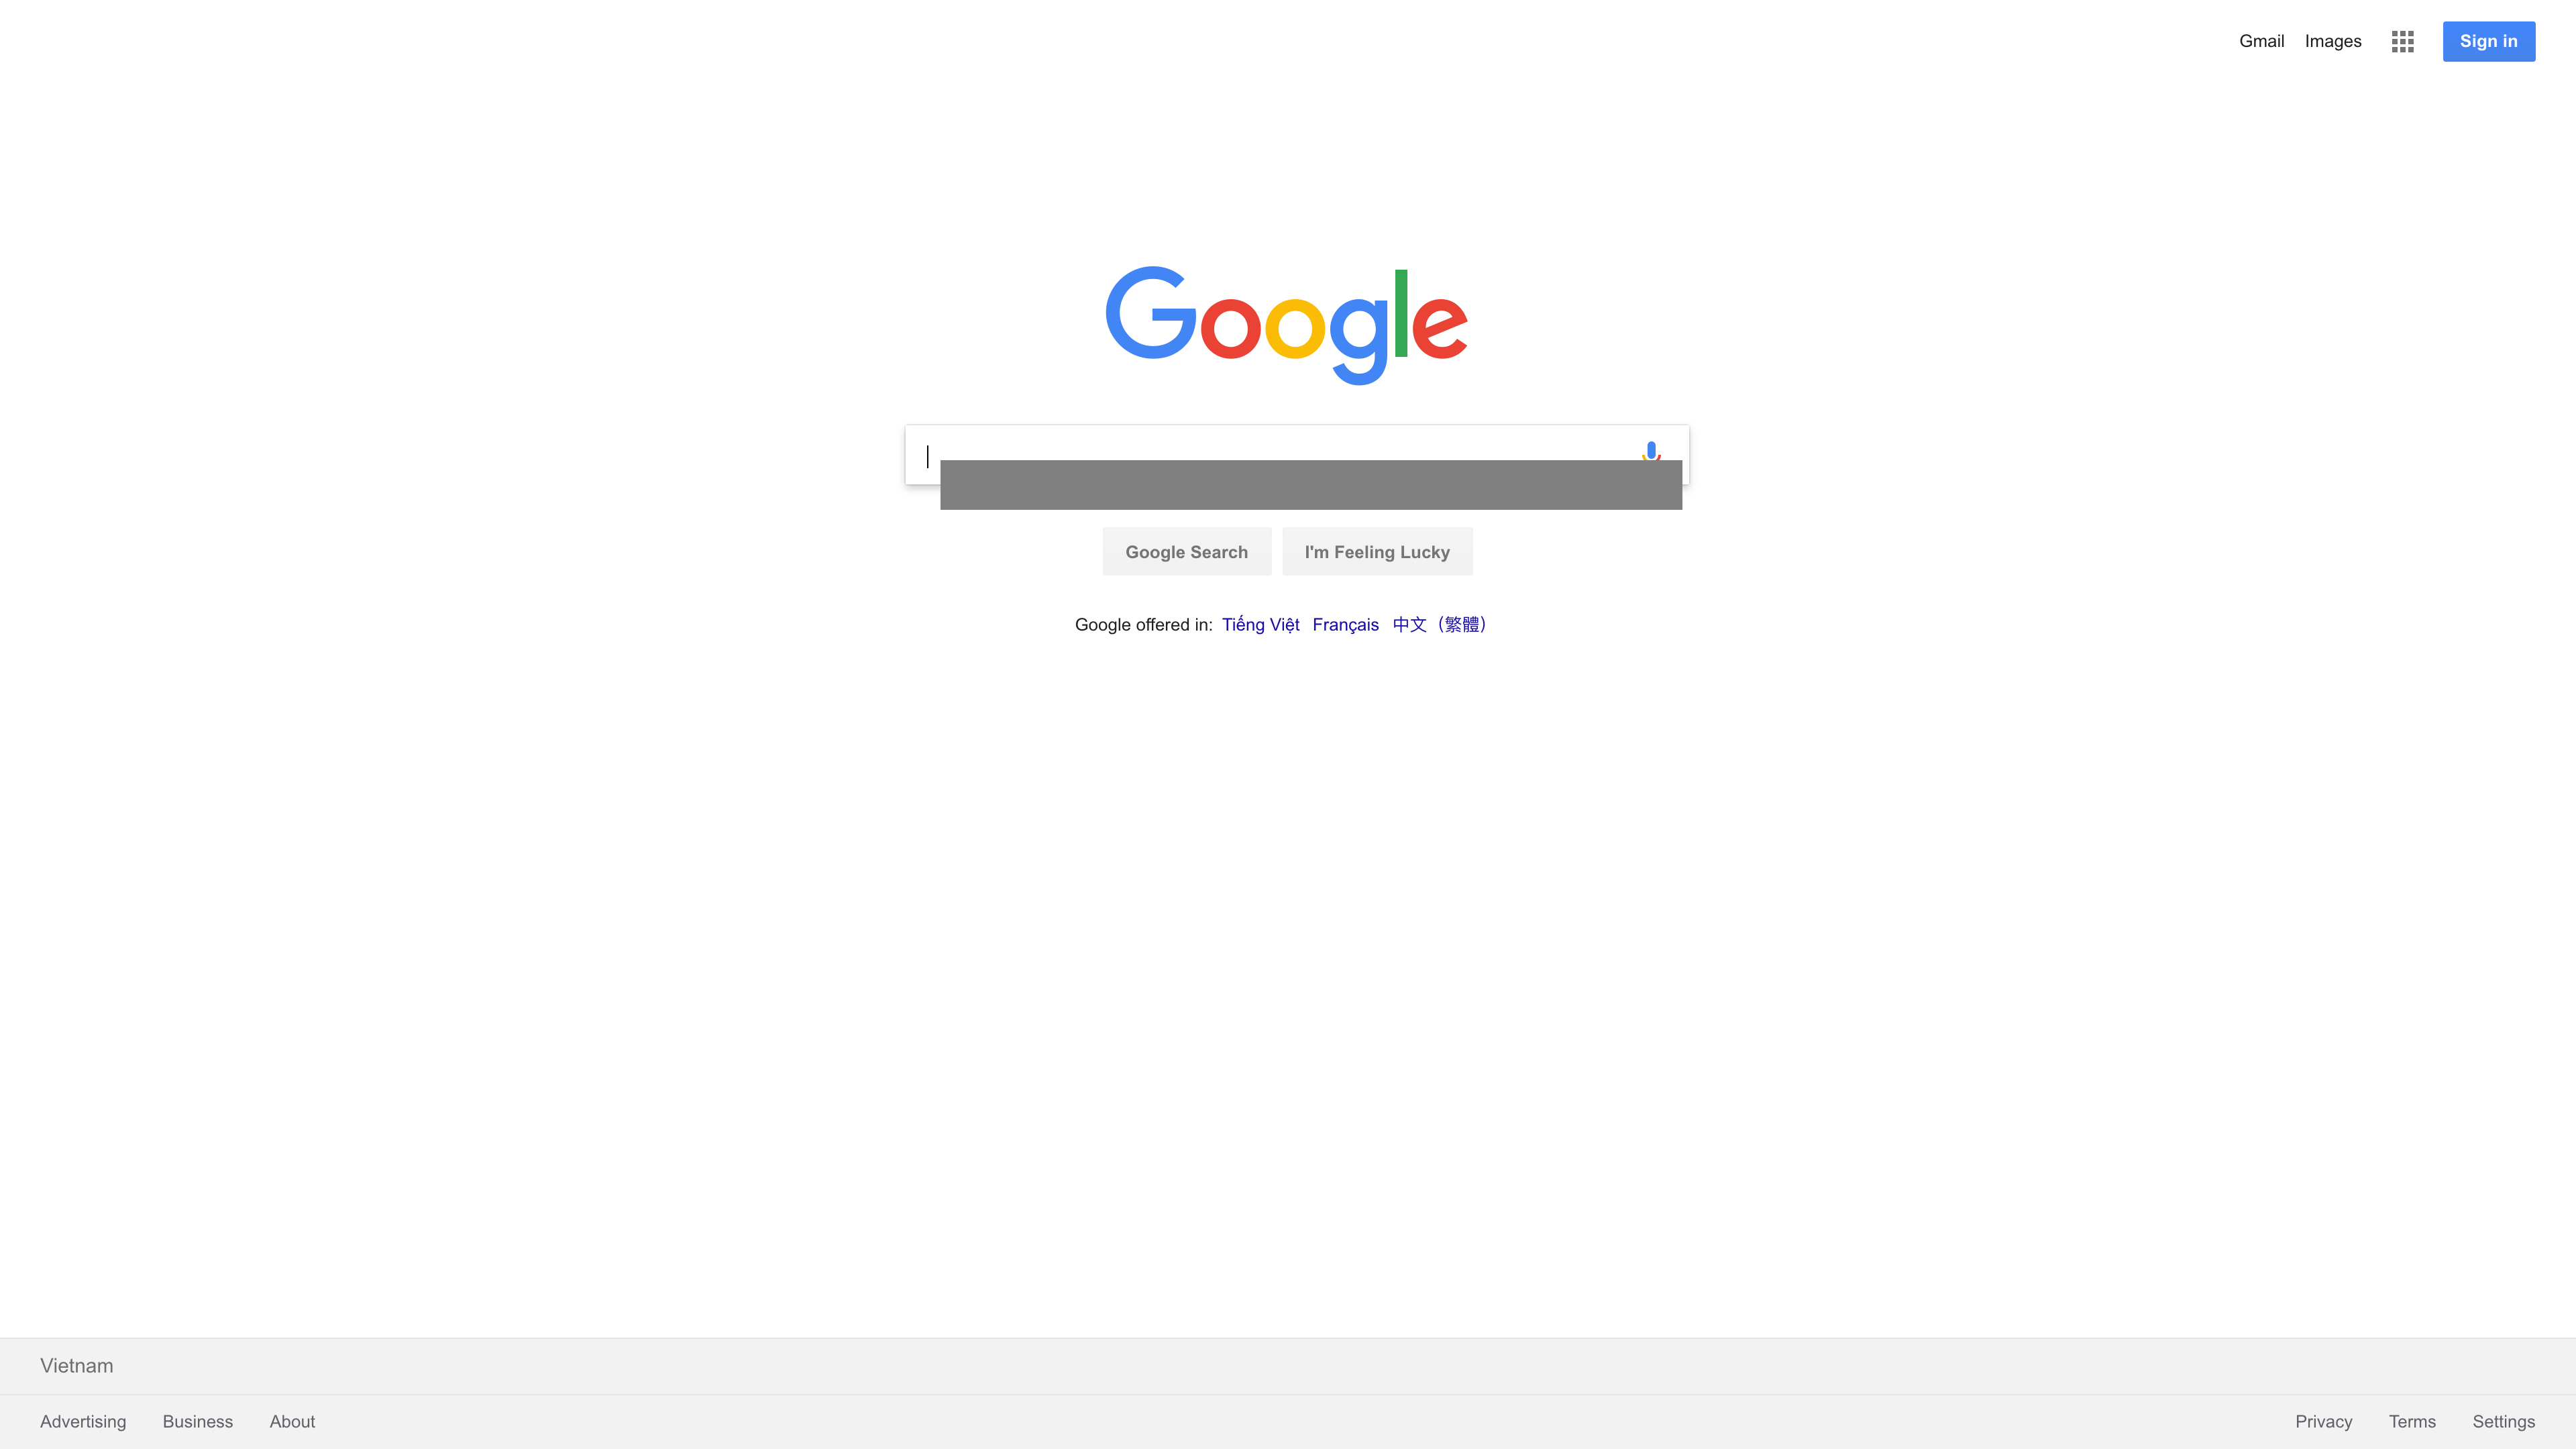 Gmail Images Sign in
Google
Google Search I'm Feeling Lucky
Google offered in: Tiếng Việt Français 中文（繁體）
Vietnam
Advertising Business About Privacy Terms Settings